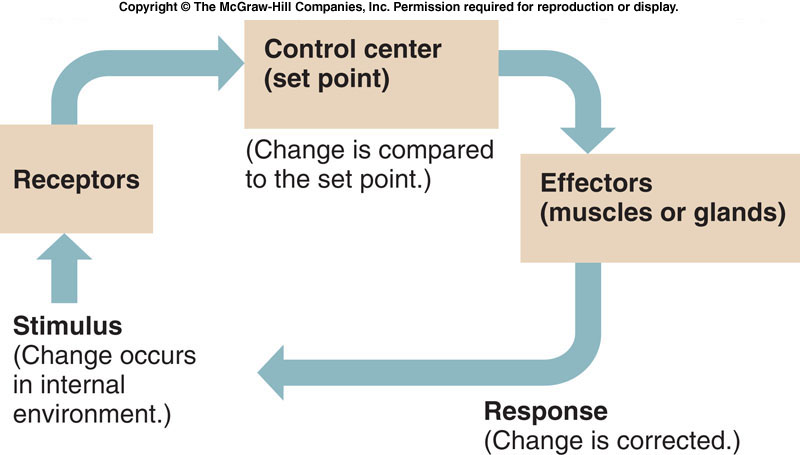 Copyright © The McGraw-Hill Companies, Inc. Permission required for reproduction or display.
Control center
(set point)
(Change is compared
to the set point.)
Receptors
Effectors
(muscles or glands)
Stimulus
(Change occurs
in internal
environment.)
Response
(Change is corrected.)